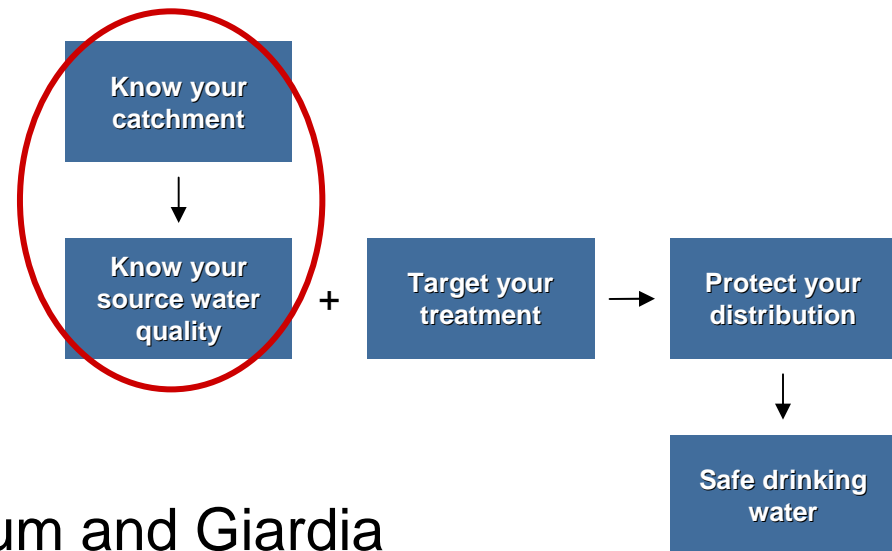 Know your
catchment
Know your
source water
quality
+
Target your
treatment
Protect your
distribution
Safe drinking
water
um and Giardia